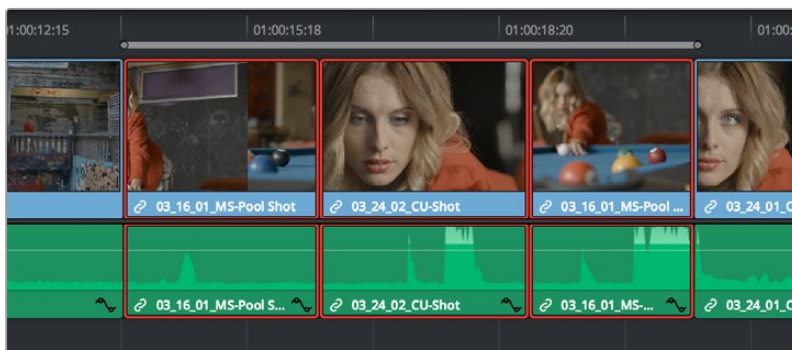 1:00:12:15
01:00:15:18
01:00:18:20
01:00:
03_16_01_MS-Pool Shot
03_24_02_CU-Shot
03_16_01_MS-Pool ...
03_24_01_C
03_16_01_MS-Pool S...
03_24_02_CU-Shot
03_16_01_MS-...
03_24_01_C